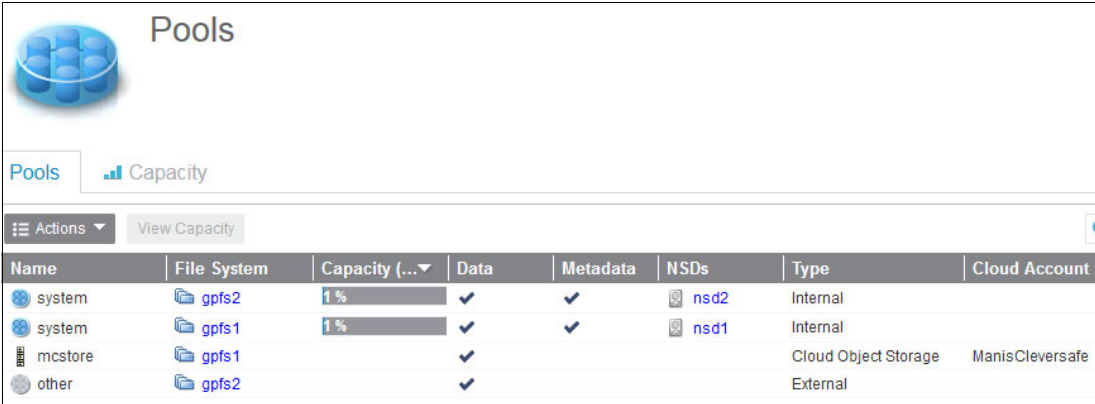 Pools
Pools Capacity
Actions View Capacity
Name File System Capacity (... Data Metadata NSDs Type Cloud Account
system gpfs2 1 % nsd2 Internal
system gpfs1 1 % nsd1 Internal
mcstore gpfs1 Cloud Object Storage ManisCleversafe
other gpfs2 External